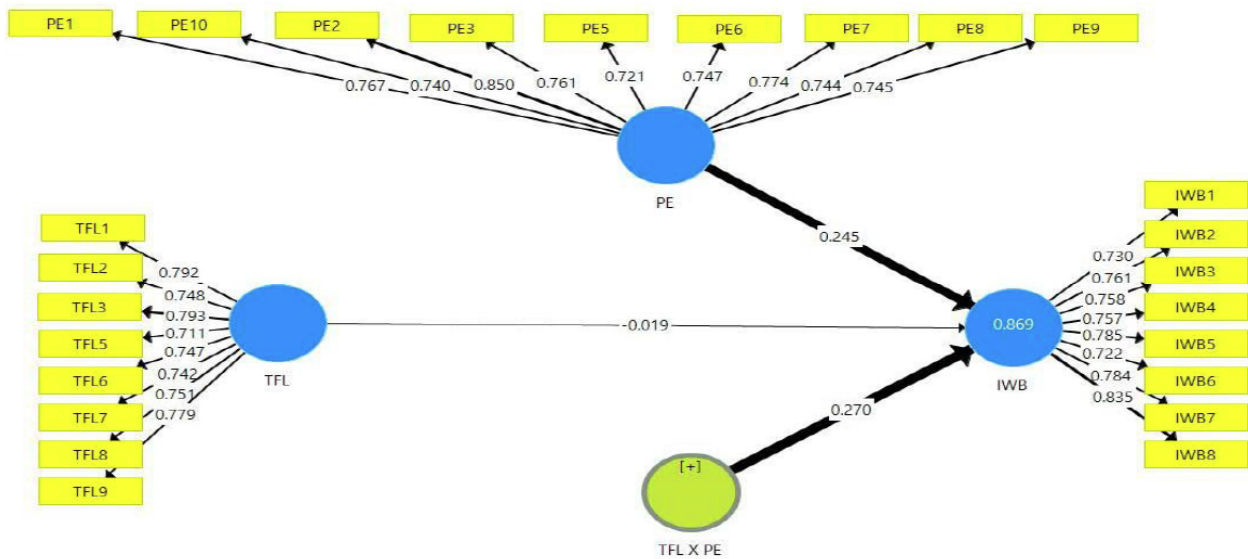 PE1 PE10 PE2 PE3 PE5 PE6 PE7 PE8 PE9
0.767 0.740 0.850 0.761 0.721 0.747 0.774 0.744 0.745
PE
TFL1
TFL2
TFL3
TFL5
TFL6
TFL7
TFL8
TFL9
0.792
0.748
0.793
0.711
0.747
0.742
0.751
0.779
TFL
0.245
-0.019
0.270
[+]
TFL X PE
0.869
IWB
0.730
0.761
0.758
0.757
0.785
0.722
0.784
0.835
IWB1
IWB2
IWB3
IWB4
IWB5
IWB6
IWB7
IWB8